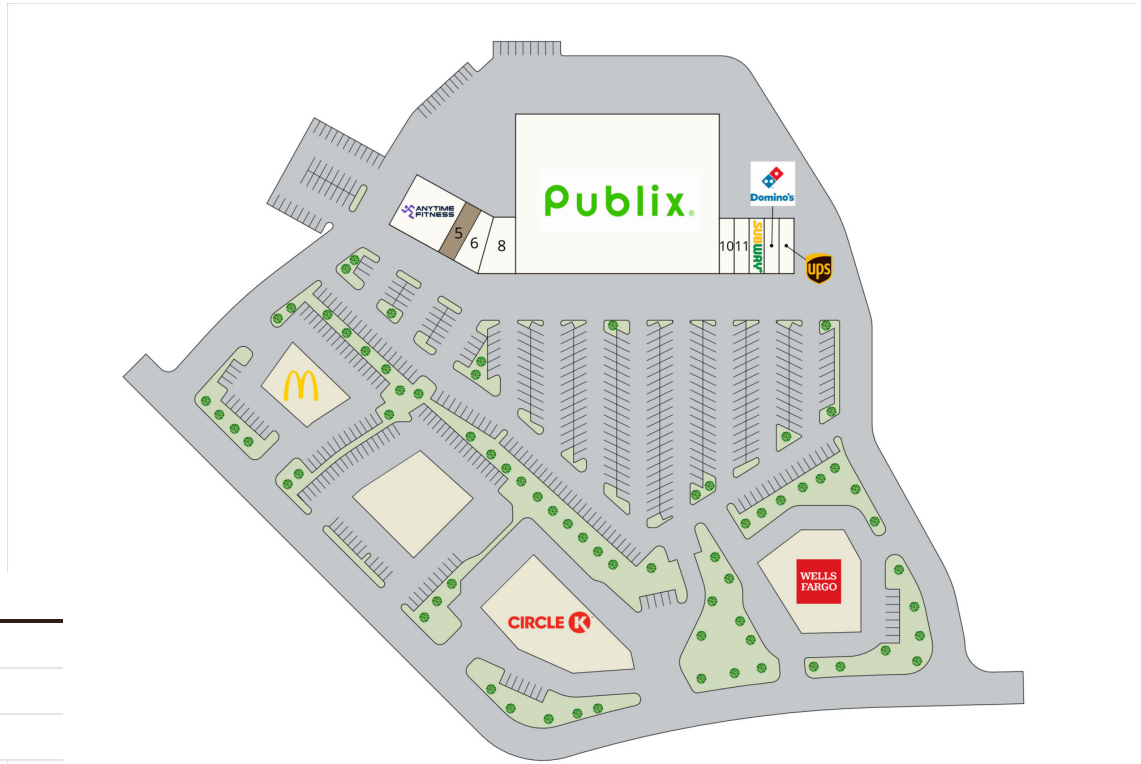 Publix.
Domino's
ANYTIME
FITNESS
5
6
8
10
11
SUBWAY
ups
M
CIRCLE K
WELLS
FARGO